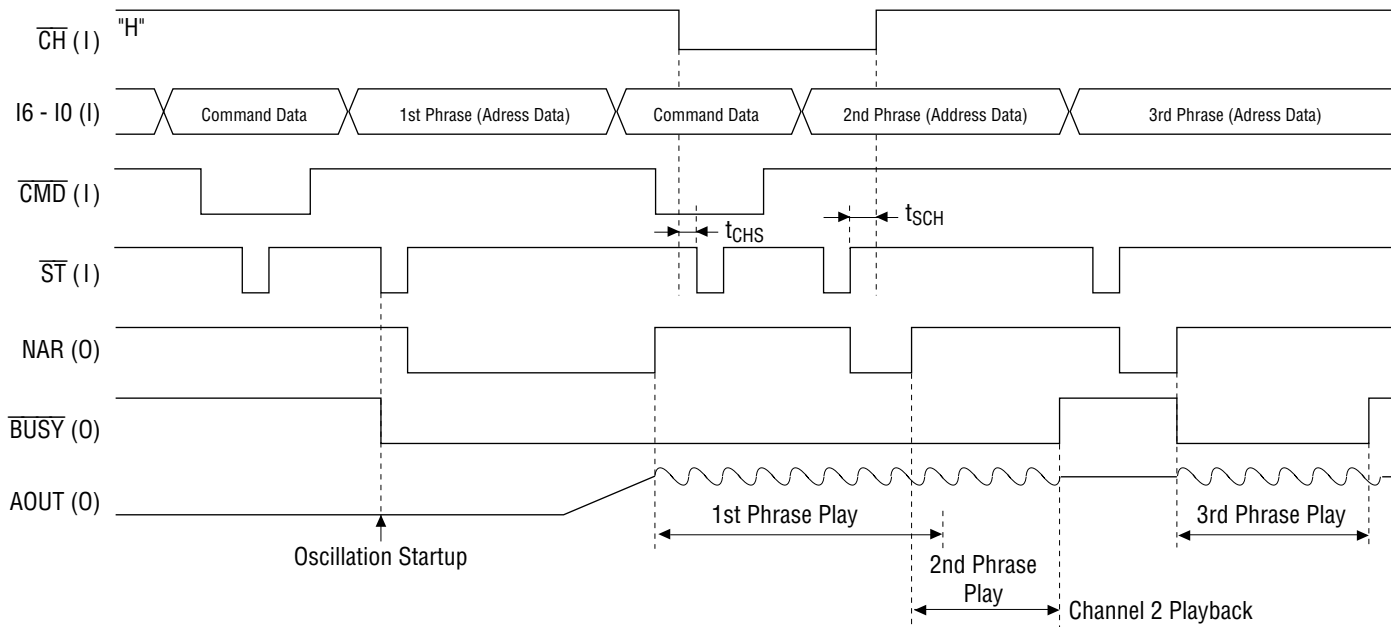 "H"
CH (I)
I6 - I0 (I)
Command Data
1st Phrase (Adress Data)
Command Data
2nd Phrase (Address Data)
3rd Phrase (Adress Data)
CMD (I)
tCHS
tSCH
ST (I)
NAR (O)
BUSY (O)
AOUT (O)
Oscillation Startup
1st Phrase Play
3rd Phrase Play
2nd Phrase
Play
Channel 2 Playback